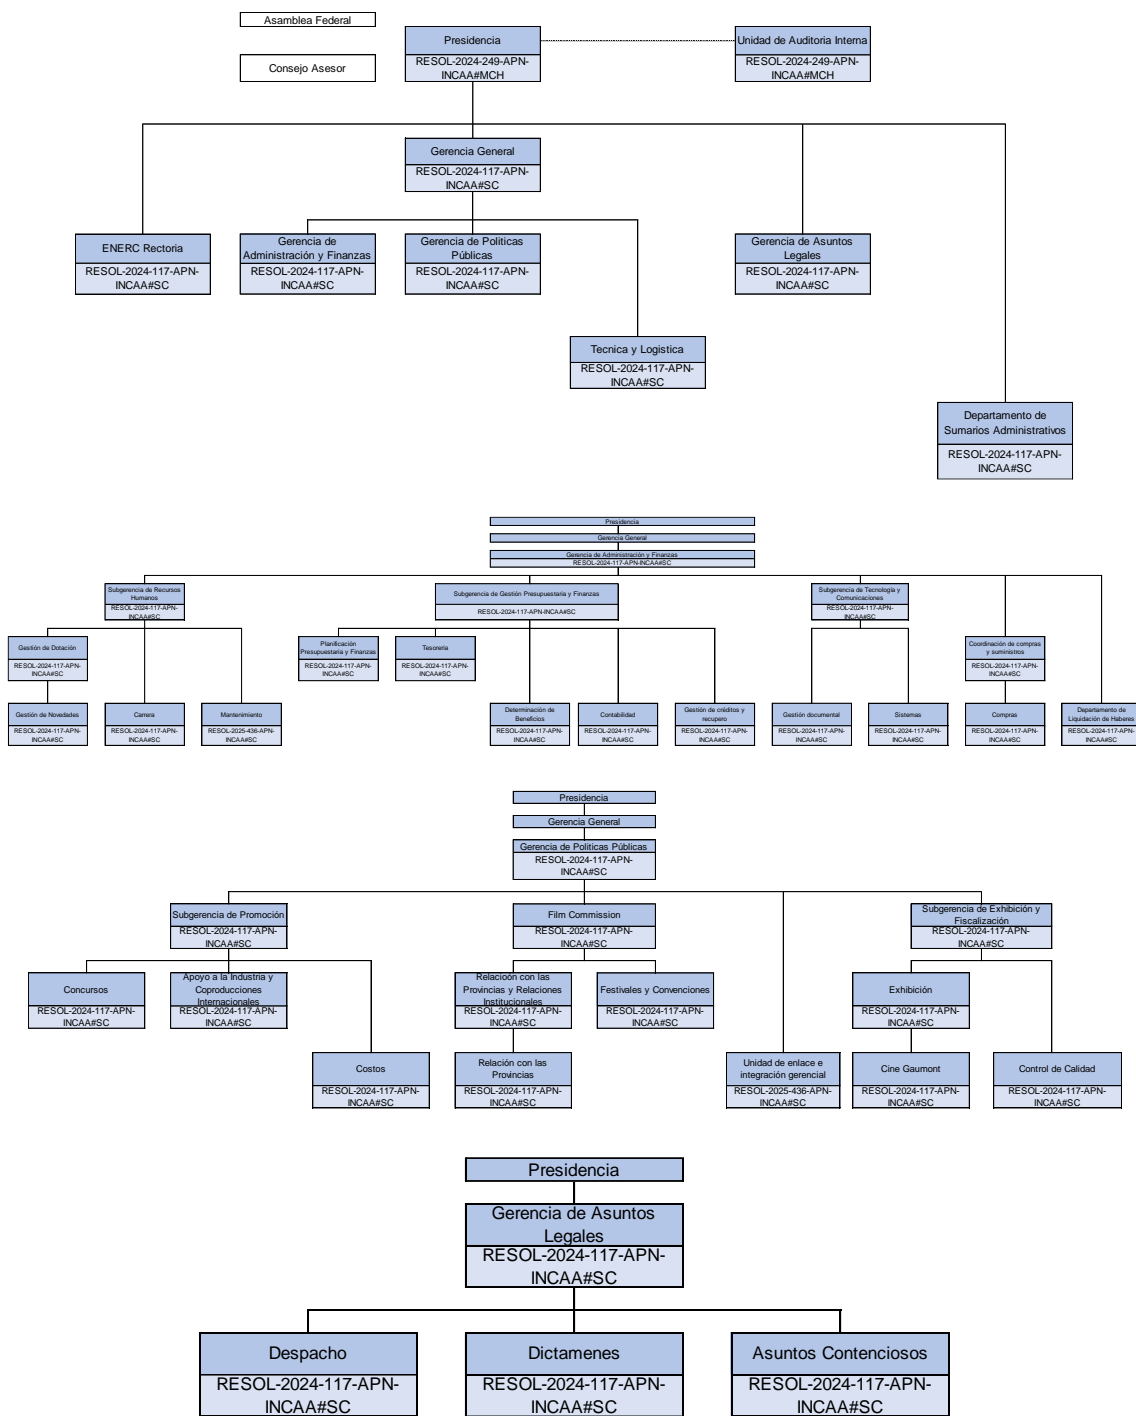 Asamblea Federal
Presidencia
Unidad de Auditoria Interna
RESOL-2024-249-APN-
INCAA#MCH
RESOL-2024-249-APN-
INCAA#MCH
Consejo Asesor
Gerencia General
RESOL-2024-117-APN-
INCAA#SC
ENERC Rectoria
RESOL-2024-117-APN-
INCAA#SC
Gerencia de
Administración y Finanzas
RESOL-2024-117-APN-
INCAA#SC
Gerencia de Politicas
Públicas
RESOL-2024-117-APN-
INCAA#SC
Gerencia de Asuntos
Legales
RESOL-2024-117-APN-
INCAA#SC
Tecnica y Logistica
RESOL-2024-117-APN-
INCAA#SC
Departamento de
Sumarios Administrativos
RESOL-2024-117-APN-
INCAA#SC
Presidencia
Gerencia General
Gerencia de Administración y Finanzas
RESOL-2024-117-APN-INCAA#SC
Subgerencia de Recursos
Humanos
RESOL-2024-117-APN-
INCAA#SC
Subgerencia de Gestión Presupuestaria y Finanzas
RESOL-2024-117-APN-INCAA#SC
Subgerencia de Tecnología y
Comunicaciones
RESOL-2024-117-APN-
INCAA#SC
Gestión de Dotación
RESOL-2024-117-APN-
INCAA#SC
Planificación
Presupuestaria y Finanzas
RESOL-2024-117-APN-
INCAA#SC
Tesoreria
RESOL-2024-117-APN-
INCAA#SC
Coordinación de compras
y suministros
RESOL-2024-117-APN-
INCAA#SC
Gestión de Novedades
RESOL-2024-117-APN-
INCAA#SC
Carrera
RESOL-2024-117-APN-
INCAA#SC
Mantenimiento
RESOL-2025-436-APN-
INCAA#SC
Determinación de
Beneficios
RESOL-2024-117-APN-
INCAA#SC
Contabilidad
RESOL-2024-117-APN-
INCAA#SC
Gestión de créditos y
recupero
RESOL-2024-117-APN-
INCAA#SC
Gestión documental
RESOL-2024-117-APN-
INCAA#SC
Sistemas
RESOL-2024-117-APN-
INCAA#SC
Compras
RESOL-2024-117-APN-
INCAA#SC
Departamento de
Liquidación de Haberes
RESOL-2024-117-APN-
INCAA#SC
Presidencia
Gerencia General
Gerencia de Politicas Públicas
RESOL-2024-117-APN-
INCAA#SC
Subgerencia de Promoción
RESOL-2024-117-APN-
INCAA#SC
Film Commission
RESOL-2024-117-APN-
INCAA#SC
Subgerencia de Exhibición y
Fiscalización
RESOL-2024-117-APN-
INCAA#SC
Concursos
RESOL-2024-117-APN-
INCAA#SC
Apoyo a la Industria y
Coproducciones
Internacionales
RESOL-2024-117-APN-
INCAA#SC
Relacioón con las
Provincias y Relaciones
Institucionales
RESOL-2024-117-APN-
INCAA#SC
Festivales y Convenciones
RESOL-2024-117-APN-
INCAA#SC
Exhibición
RESOL-2024-117-APN-
INCAA#SC
Costos
RESOL-2024-117-APN-
INCAA#SC
Relación con las
Provincias
RESOL-2024-117-APN-
INCAA#SC
Unidad de enlace e
integración gerencial
RESOL-2025-436-APN-
INCAA#SC
Cine Gaumont
RESOL-2024-117-APN-
INCAA#SC
Control de Calidad
RESOL-2024-117-APN-
INCAA#SC
Presidencia
Gerencia de Asuntos
Legales
RESOL-2024-117-APN-
INCAA#SC
Despacho
RESOL-2024-117-APN-
INCAA#SC
Dictamenes
RESOL-2024-117-APN-
INCAA#SC
Asuntos Contenciosos
RESOL-2024-117-APN-
INCAA#SC